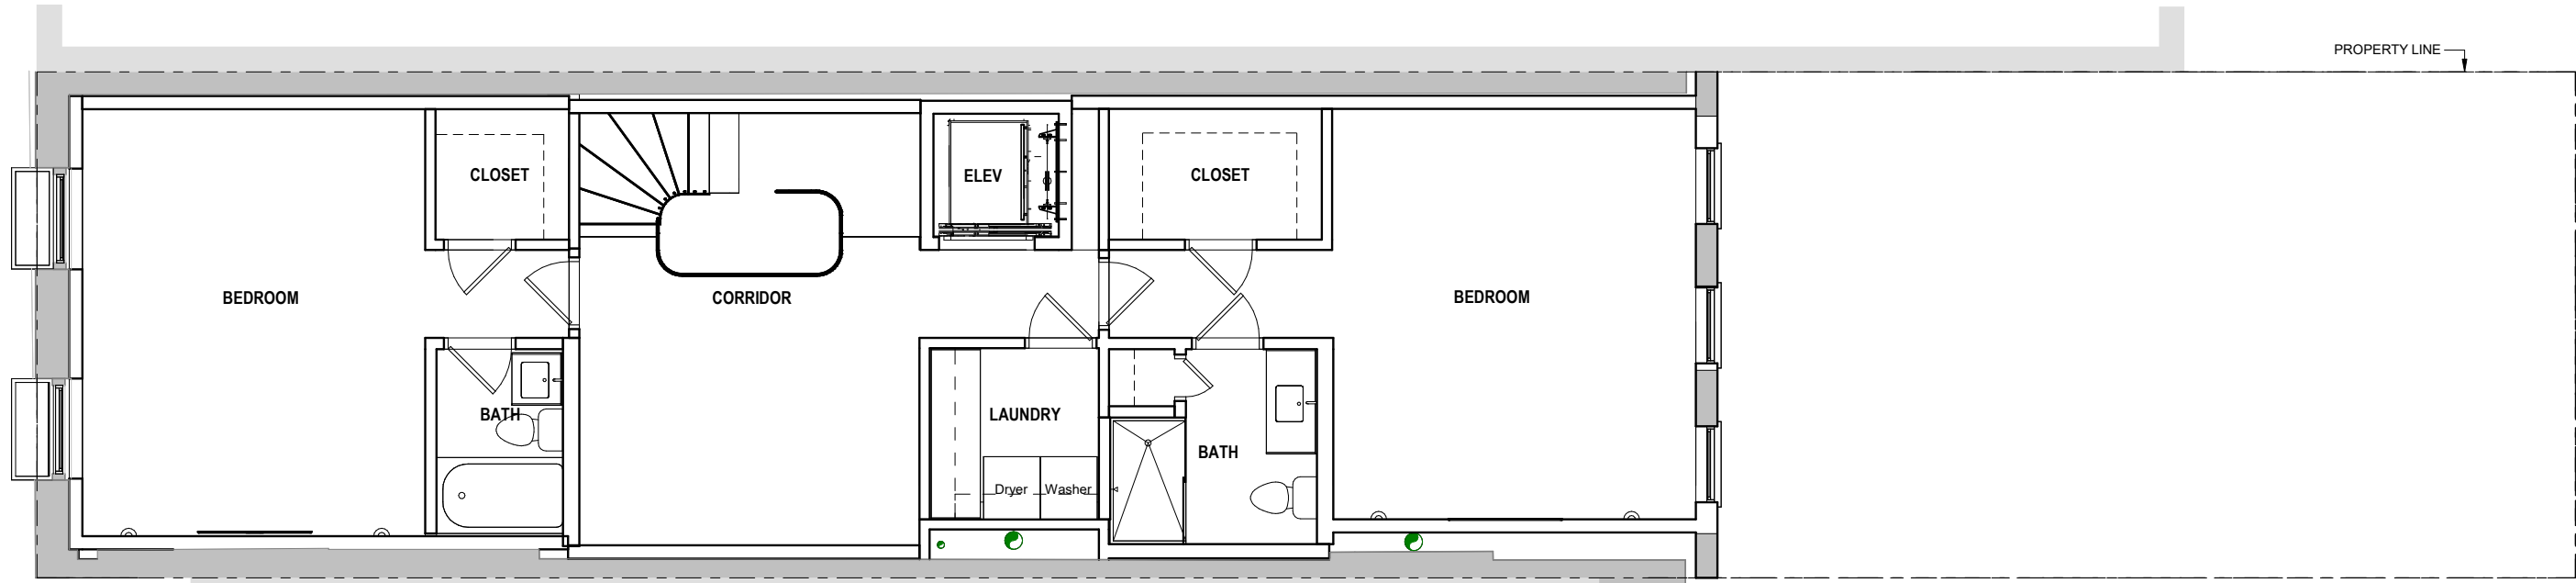 PROPERTY LINE
CLOSET
ELEV
CLOSET
BEDROOM
CORRIDOR
BEDROOM
BATH
LAUNDRY
BATH
Dryer
Washer